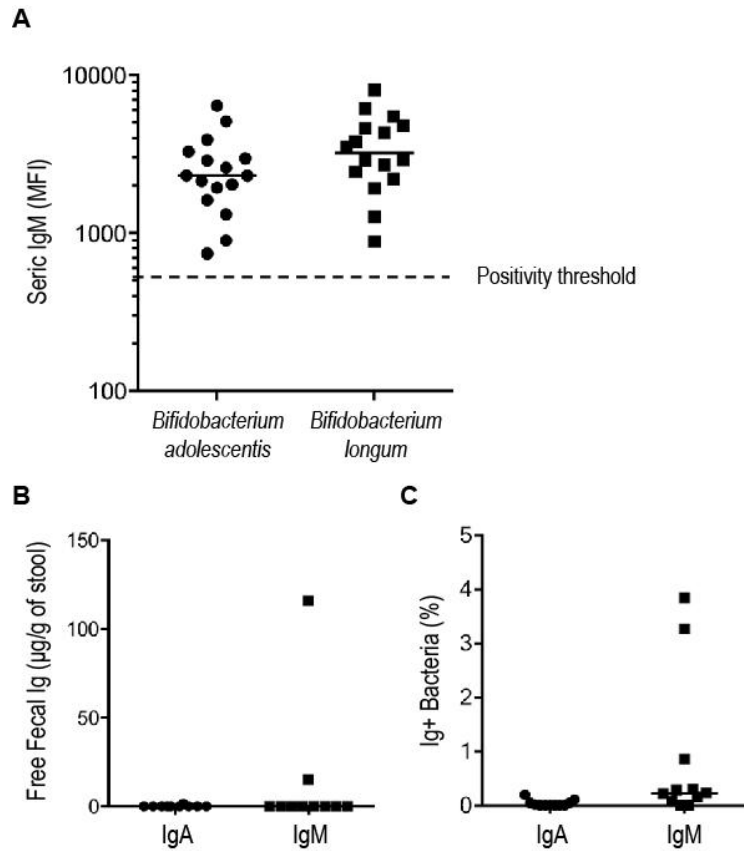 A
Seric IgM (MFI)
10000
1000
100
Positivity threshold
Bifidobacterium
adolescentis
Bifidobacterium
longum
B
Free Fecal Ig (µg/g of stool)
150
100
50
0
IgA
IgM
C
Ig+ Bacteria (%)
5
4
3
2
1
0
IgA
IgM